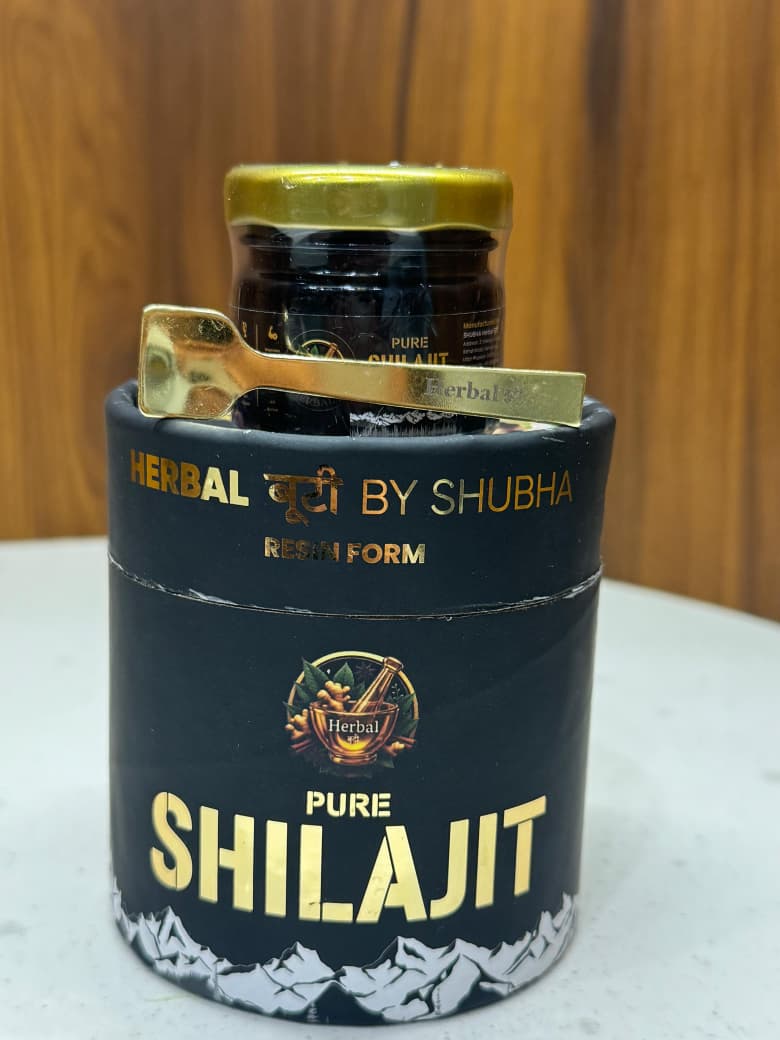 PURE
SHILAJIT
Herbal
HERBAL बूटी BY SHUBHA
RESIN FORM
Herbal
बूटी
PURE
SHILAJIT